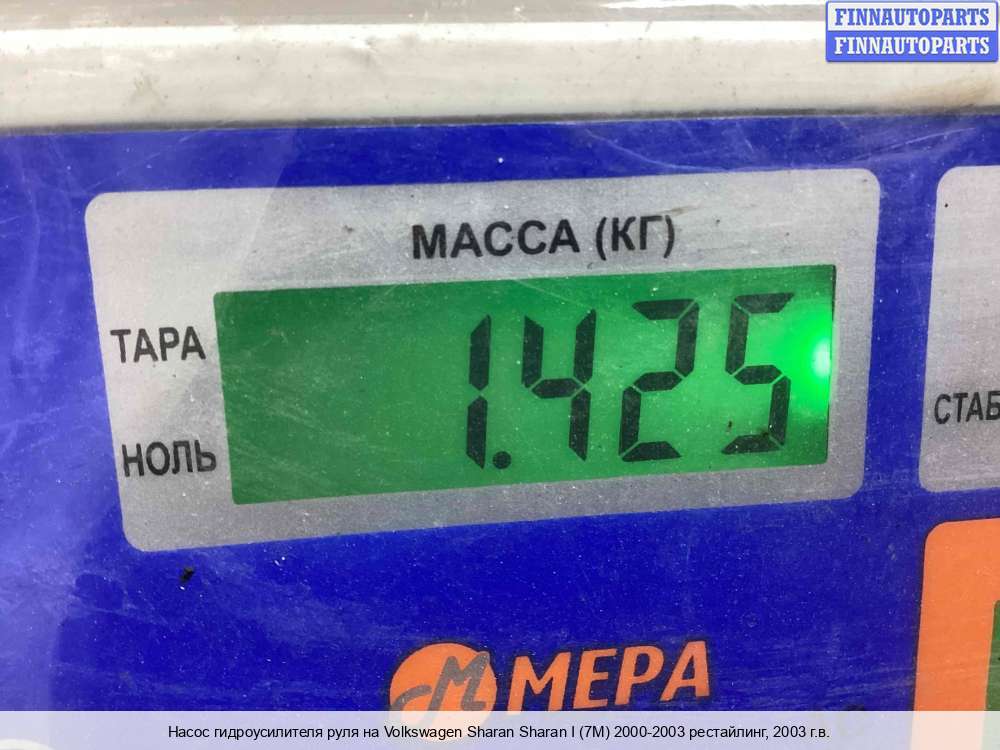 FINNAUTOPARTS
FINNAUTOPARTS
МАССА (КГ)
ТАРА
1.425
НОЛЬ
СТАБ
М МЕРА
Насос гидроусилителя руля на Volkswagen Sharan Sharan I (7M) 2000-2003 рестайлинг, 2003 г.в.